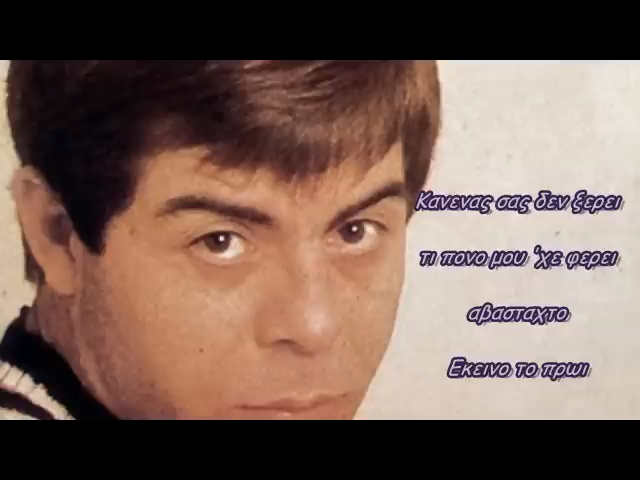 Κανενας σας δεν ξερει
τι πονο μου 'χε φερει
αβασταχτο
Εκεινο το πρωι